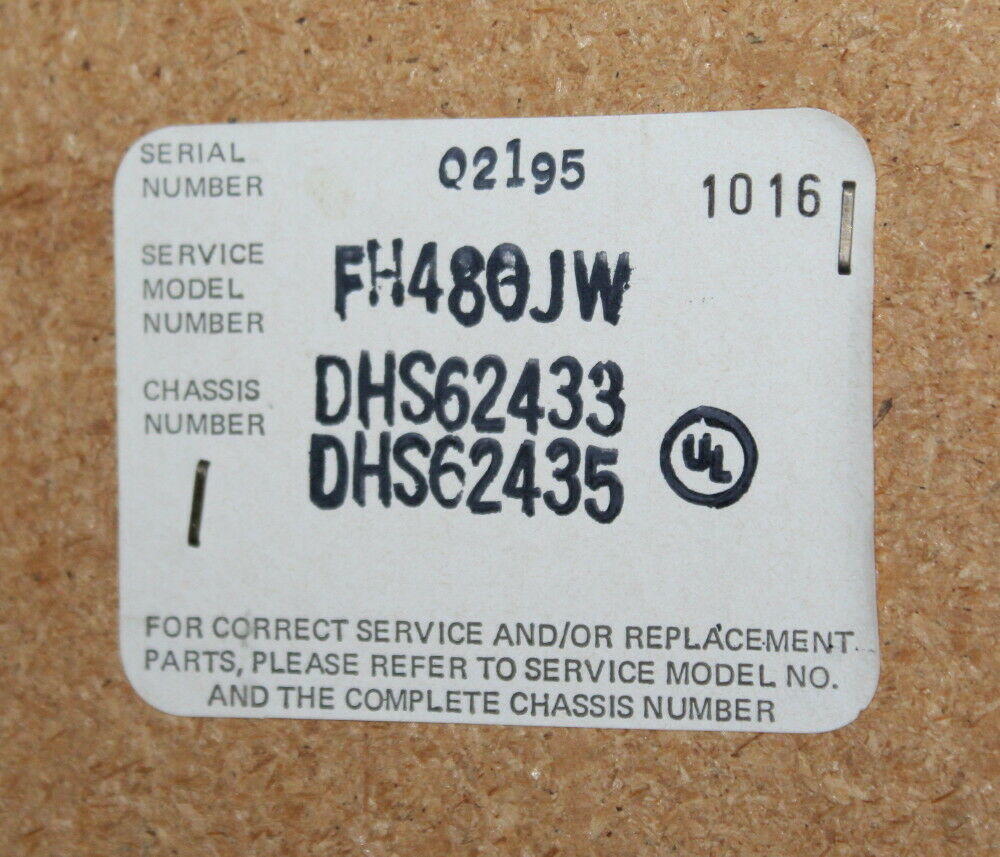 SERIAL
NUMBER
Q2195
1016
SERVICE
MODEL
NUMBER
FH480JW
CHASSIS
NUMBER
DHS62433
DHS62435
UL
FOR CORRECT SERVICE AND/OR REPLACEMENT
PARTS, PLEASE REFER TO SERVICE MODEL NO.
AND THE COMPLETE CHASSIS NUMBER